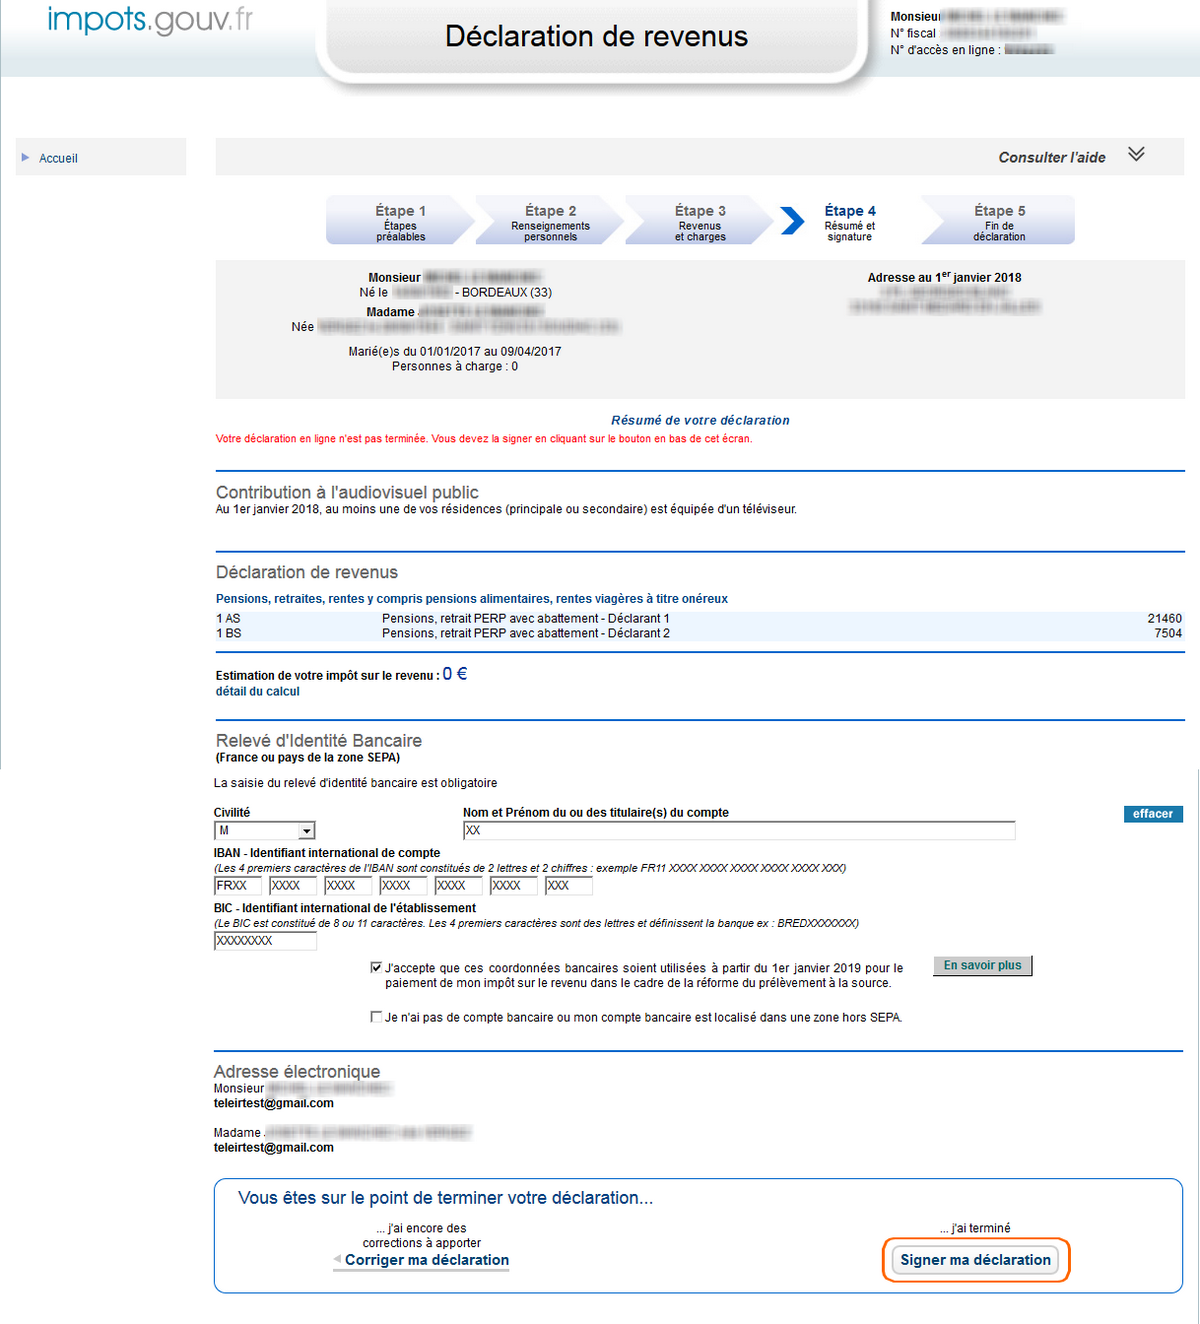 impots.gouv.fr
Déclaration de revenus
Monsieur
N° fiscal
N° d'accès en ligne :
Accueil
Consulter l'aide
Étape 1
Étapes
préalables
Étape 2
Renseignements
personnels
Étape 3
Revenus
et charges
Étape 4
Résumé et
signature
Étape 5
Fin de
déclaration
Monsieur
Né le - BORDEAUX (33)
Madame
Née
Marié(e)s du 01/01/2017 au 09/04/2017
Personnes à charge : 0
Adresse au 1er janvier 2018
Résumé de votre déclaration
Votre déclaration en ligne n'est pas terminée. Vous devez la signer en cliquant sur le bouton en bas de cet écran.
Contribution à l'audiovisuel public
Au 1er janvier 2018, au moins une de vos résidences (principale ou secondaire) est équipée d'un téléviseur.
Déclaration de revenus
Pensions, retraites, rentes y compris pensions alimentaires, rentes viagères à titre onéreux
1 AS Pensions, retrait PERP avec abattement - Déclarant 1 21460
1 BS Pensions, retrait PERP avec abattement - Déclarant 2 7504
Estimation de votre impôt sur le revenu : 0 €
détail du calcul
Relevé d'Identité Bancaire
(France ou pays de la zone SEPA)
La saisie du relevé d'identité bancaire est obligatoire
Civilité
Nom et Prénom du ou des titulaire(s) du compte
effacer
M
XX
IBAN - Identifiant international de compte
(Les 4 premiers caractères de l'IBAN sont constitués de 2 lettres et 2 chiffres : exemple FR11 XXXX XXXX XXXX XXXX XXXX XXX)
FRXX XXXX XXXX XXXX XXXX XXXX XXX
BIC - Identifiant international de l'établissement
(Le BIC est constitué de 8 ou 11 caractères. Les 4 premiers caractères sont des lettres et définissent la banque ex : BREDXXXXXXX)
XXXXXXXX
J'accepte que ces coordonnées bancaires soient utilisées à partir du 1er janvier 2019 pour le
paiement de mon impôt sur le revenu dans le cadre de la réforme du prélèvement à la source.
En savoir plus
Je n'ai pas de compte bancaire ou mon compte bancaire est localisé dans une zone hors SEPA.
Adresse électronique
Monsieur
teleirtest@gmail.com
Madame
teleirtest@gmail.com
Vous êtes sur le point de terminer votre déclaration...
... j'ai encore des
corrections à apporter
Corriger ma déclaration
... j'ai terminé
Signer ma déclaration